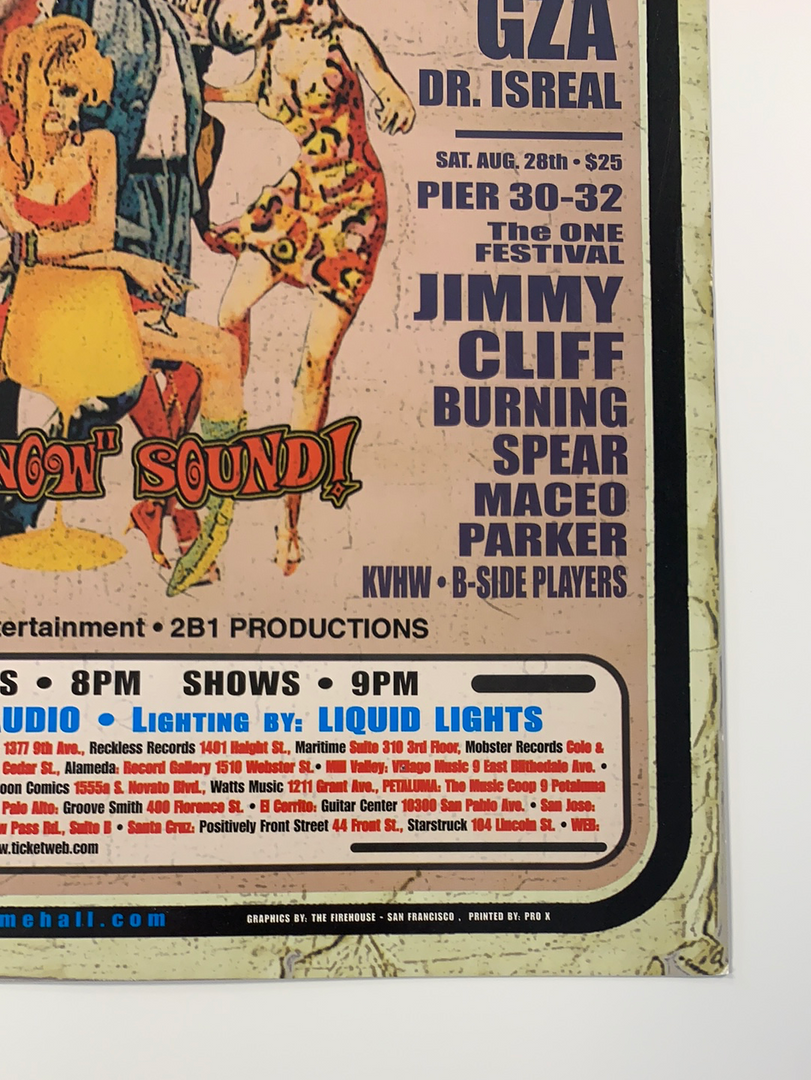 GZA
DR. ISREAL
SAT. AUG. 28th • $25
PIER 30-32
The ONE
FESTIVAL
JIMMY
CLIFF
BURNING
SPEAR
MACEO
PARKER
KVHW • B-SIDE PLAYERS
NOW" SOUND!
ertainment • 2B1 PRODUCTIONS
S • 8PM SHOWS • 9PM
AUDIO • LIGHTING BY: LIQUID LIGHTS
1377 9th Ave., Reckless Records 1401 Haight St., Maritime Suite 310 3rd Floor, Mobster Records Cole &
Cedar St., Alameda: Record Gallery 1510 Webster St. • Mill Valley: Village Music 9 East Blithedale Ave. •
oon Comics 1555a S. Novato Blvd., Watts Music 1211 Grant Ave., PETALUMA: The Music Coop 9 Petaluma
Palo Alto: Groove Smith 400 Florence St. • El Cerrito: Guitar Center 10300 San Pablo Ave. • San Jose:
w Pass Rd., Suite B • Santa Cruz: Positively Front Street 44 Front St., Starstruck 104 Lincoln St. • WEB:
w.ticketweb.com
mehall.com
GRAPHICS BY: THE FIREHOUSE - SAN FRANCISCO . PRINTED BY: PRO X